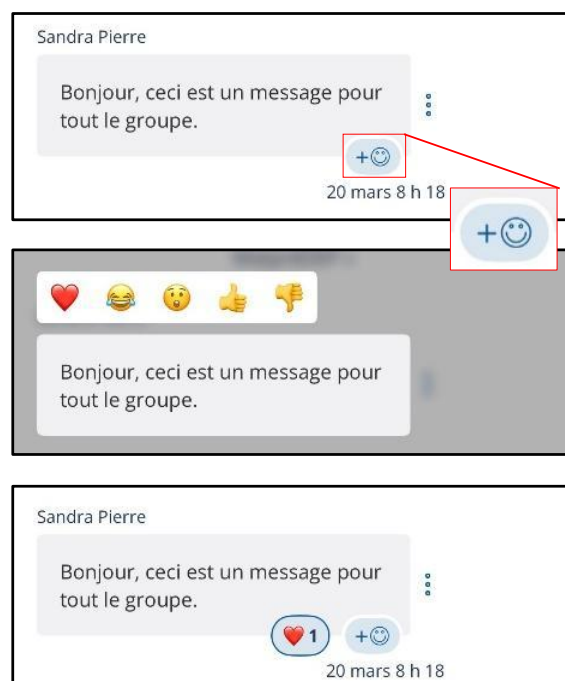 Sandra Pierre
Bonjour, ceci est un message pour
tout le groupe.
+
20 mars 8 h 18
+
Bonjour, ceci est un message pour
tout le groupe.
Sandra Pierre
Bonjour, ceci est un message pour
tout le groupe.
❤️ 1 +
20 mars 8 h 18